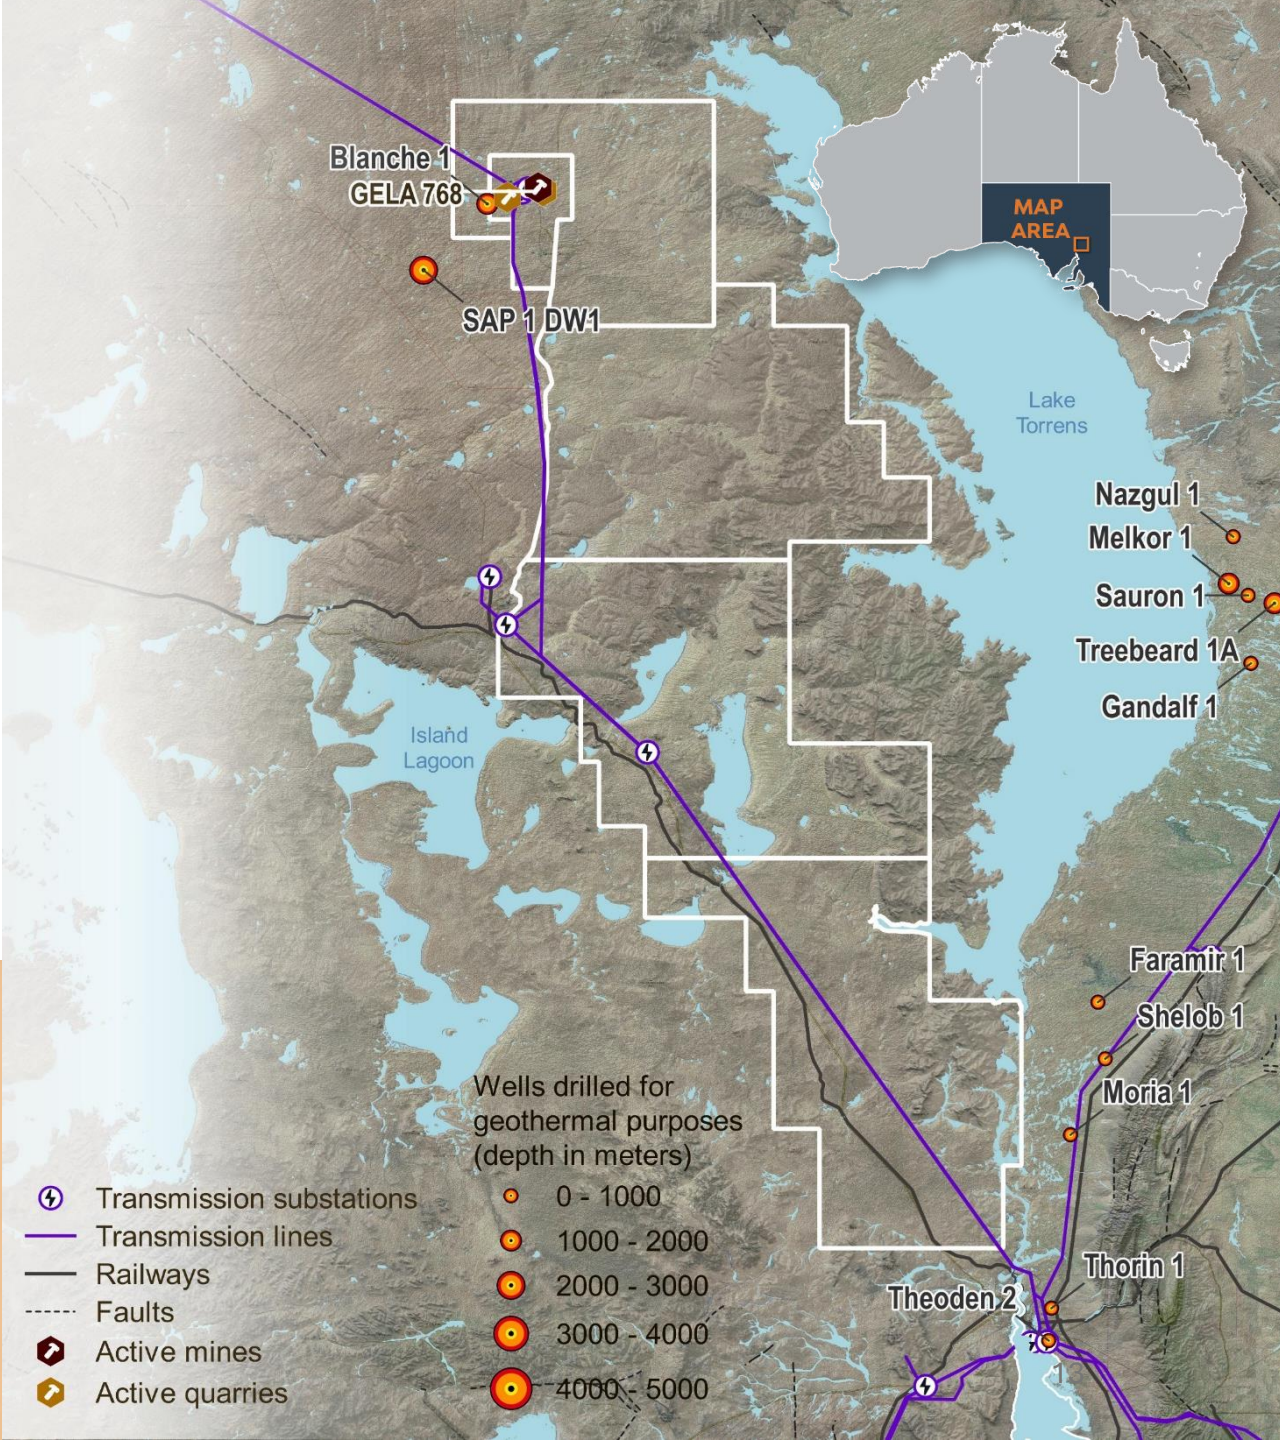 MAP
AREA
Blanche 1
GELA 768
SAP 1 DW1
Lake
Torrens
Nazgul 1
Melkor 1
Sauron 1
Treebeard 1A
Gandalf 1
Island
Lagoon
Faramir 1
Shelob 1
Moria 1
Thorin 1
Theoden 2
Transmission substations
Transmission lines
Railways
Faults
Active mines
Active quarries
Wells drilled for
geothermal purposes
(depth in meters)
0 - 1000
1000 - 2000
2000 - 3000
3000 - 4000
4000 - 5000